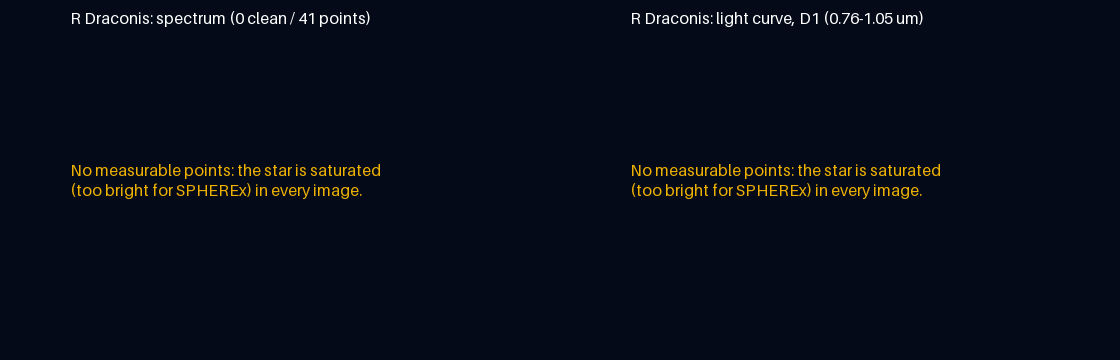 R Draconis: spectrum (0 clean / 41 points)
No measurable points: the star is saturated
(too bright for SPHEREx) in every image.
R Draconis: light curve, D1 (0.76-1.05 um)
No measurable points: the star is saturated
(too bright for SPHEREx) in every image.